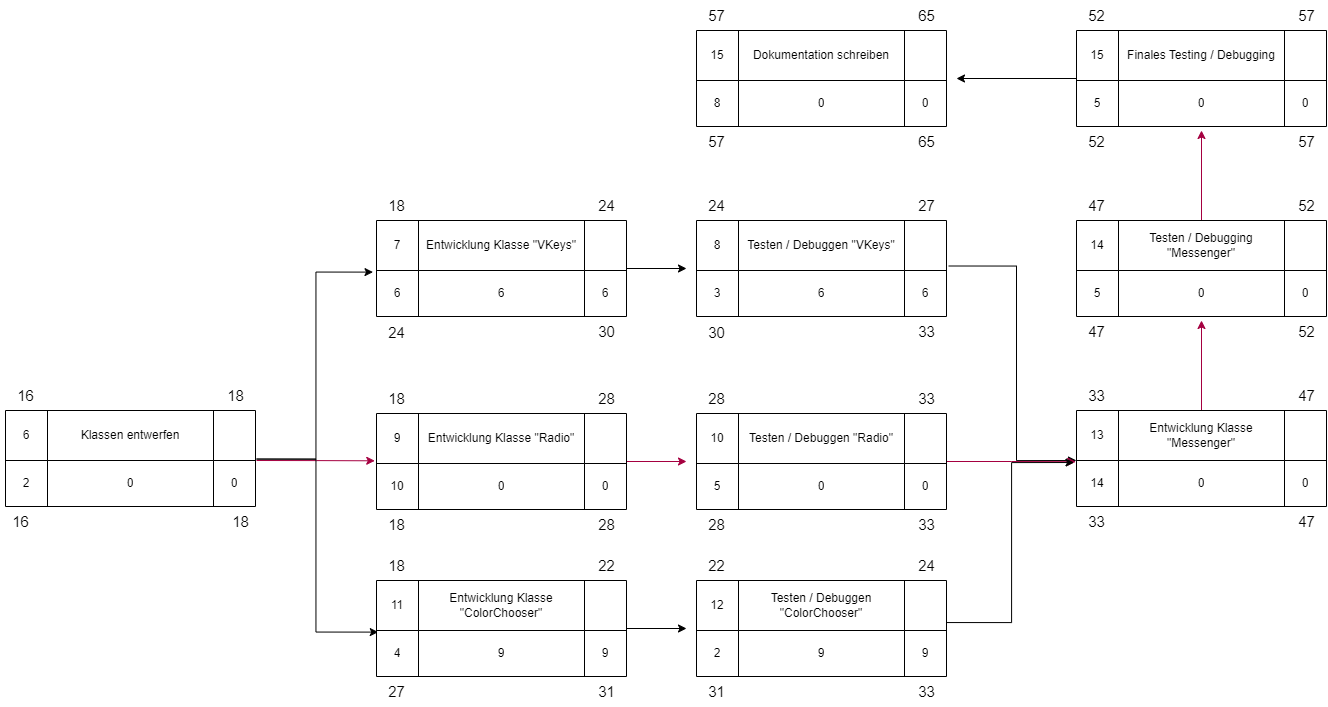 57 65
15 Dokumentation schreiben
8 0 0
57 65
52 57
15 Finales Testing / Debugging
5 0 0
52 57
18 24
7 Entwicklung Klasse "VKeys"
6 6 6
24 30
24 27
8 Testen / Debuggen "VKeys"
3 6 6
30 33
47 52
14 Testen / Debugging
"Messenger"
5 0 0
47 52
16 18
6 Klassen entwerfen
2 0 0
16 18
18 28
9 Entwicklung Klasse "Radio"
10 0 0
18 28
28 33
10 Testen / Debuggen "Radio"
5 0 0
28 33
33 47
13 Entwicklung Klasse
"Messenger"
14 0 0
33 47
18 22
11 Entwicklung Klasse
"ColorChooser"
4 9 9
27 31
22 24
12 Testen / Debuggen
"ColorChooser"
2 9 9
31 33